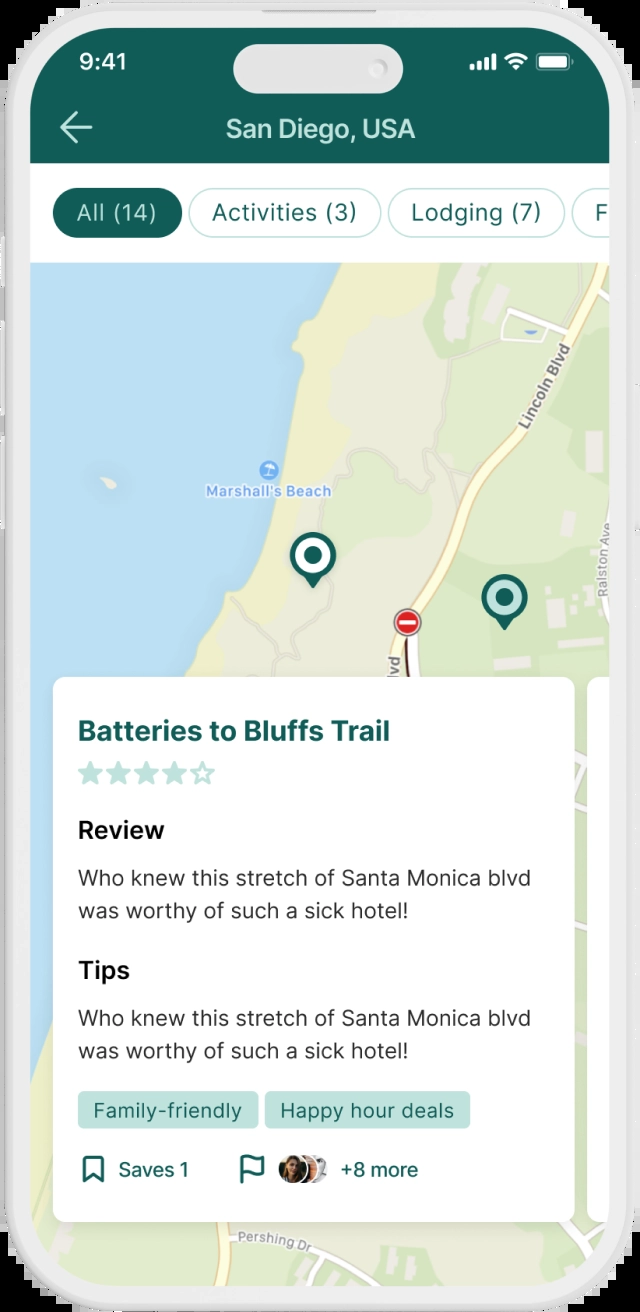 9:41
San Diego, USA
All (14)
Activities (3)
Lodging (7)
F
Lincoln Blvd
Marshall's Beach
Ralston Ave
lvd
Batteries to Bluffs Trail
Review
Who knew this stretch of Santa Monica blvd
was worthy of such a sick hotel!
Tips
Who knew this stretch of Santa Monica blvd
was worthy of such a sick hotel!
Family-friendly
Happy hour deals
Saves 1
+8 more
Pershing Dr